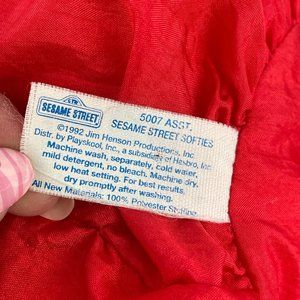 CTW
SESAME STREET
5007 ASST.
SESAME STREET SOFTIES
©1992 Jim Henson Productions, Inc.
Distr. by Playskool, Inc., a subsidiary of Hasbro, Inc.
Machine wash, separately, cold water,
mild detergent, no bleach. Machine dry,
low heat setting. For best results,
dry promptly after washing.
All New Materials: 100% Polyester